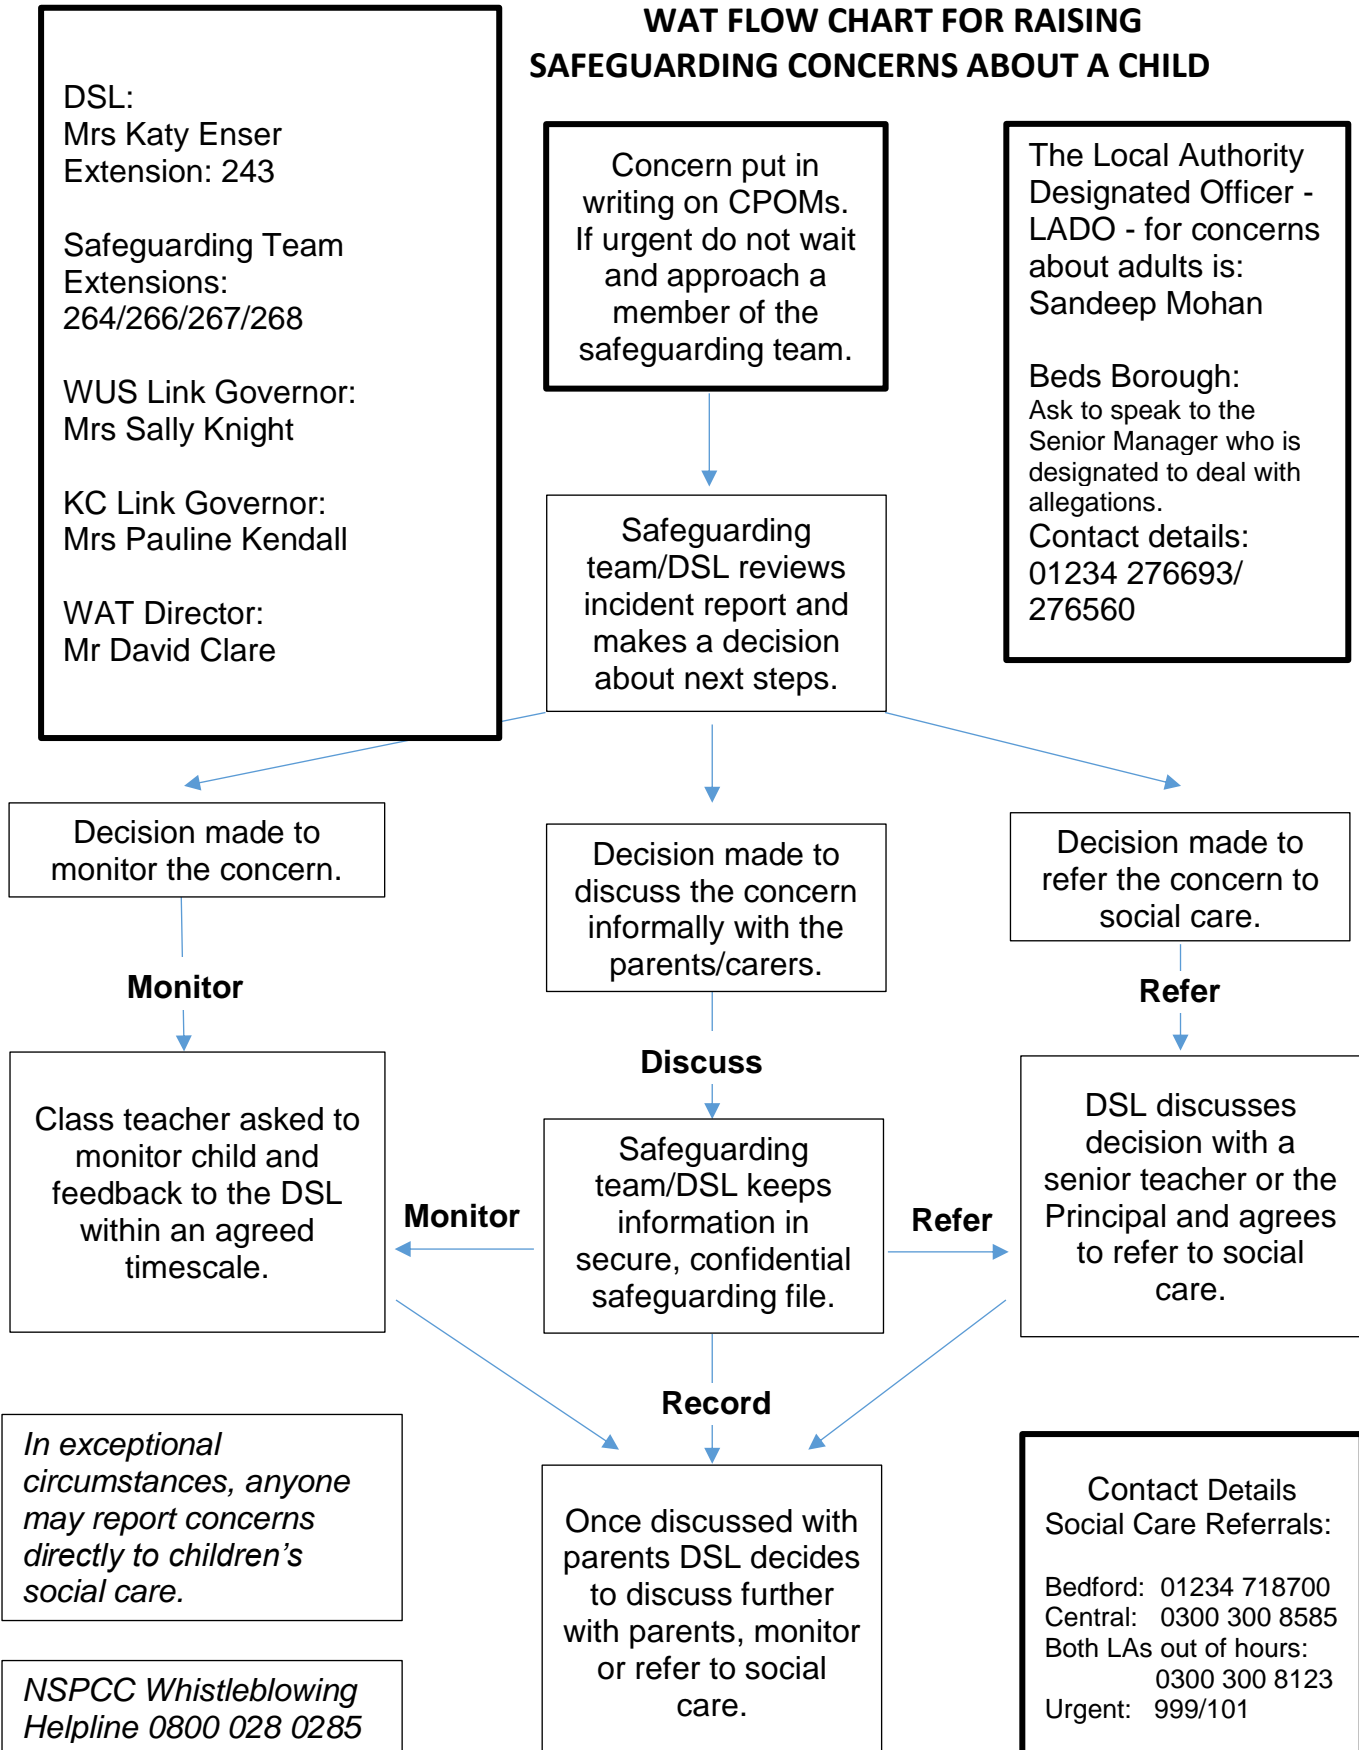 WAT FLOW CHART FOR RAISING
SAFEGUARDING CONCERNS ABOUT A CHILD
DSL:
Mrs Katy Enser
Extension: 243
Safeguarding Team
Extensions:
264/266/267/268
WUS Link Governor:
Mrs Sally Knight
KC Link Governor:
Mrs Pauline Kendall
WAT Director:
Mr David Clare
Concern put in
writing on CPOMs.
If urgent do not wait
and approach a
member of the
safeguarding team.
The Local Authority
Designated Officer -
LADO - for concerns
about adults is:
Sandeep Mohan
Beds Borough:
Ask to speak to the
Senior Manager who is
designated to deal with
allegations.
Contact details:
01234 276693/
276560
Safeguarding
team/DSL reviews
incident report and
makes a decision
about next steps.
Decision made to
monitor the concern.
Decision made to
discuss the concern
informally with the
parents/carers.
Decision made to
refer the concern to
social care.
Monitor
Discuss
Refer
Class teacher asked to
monitor child and
feedback to the DSL
within an agreed
timescale.
Monitor
Safeguarding
team/DSL keeps
information in
secure, confidential
safeguarding file.
Refer
DSL discusses
decision with a
senior teacher or the
Principal and agrees
to refer to social
care.
Record
In exceptional
circumstances, anyone
may report concerns
directly to children’s
social care.
NSPCC Whistleblowing
Helpline 0800 028 0285
Once discussed with
parents DSL decides
to discuss further
with parents, monitor
or refer to social
care.
Contact Details
Social Care Referrals:
Bedford: 01234 718700
Central: 0300 300 8585
Both LAs out of hours:
0300 300 8123
Urgent: 999/101